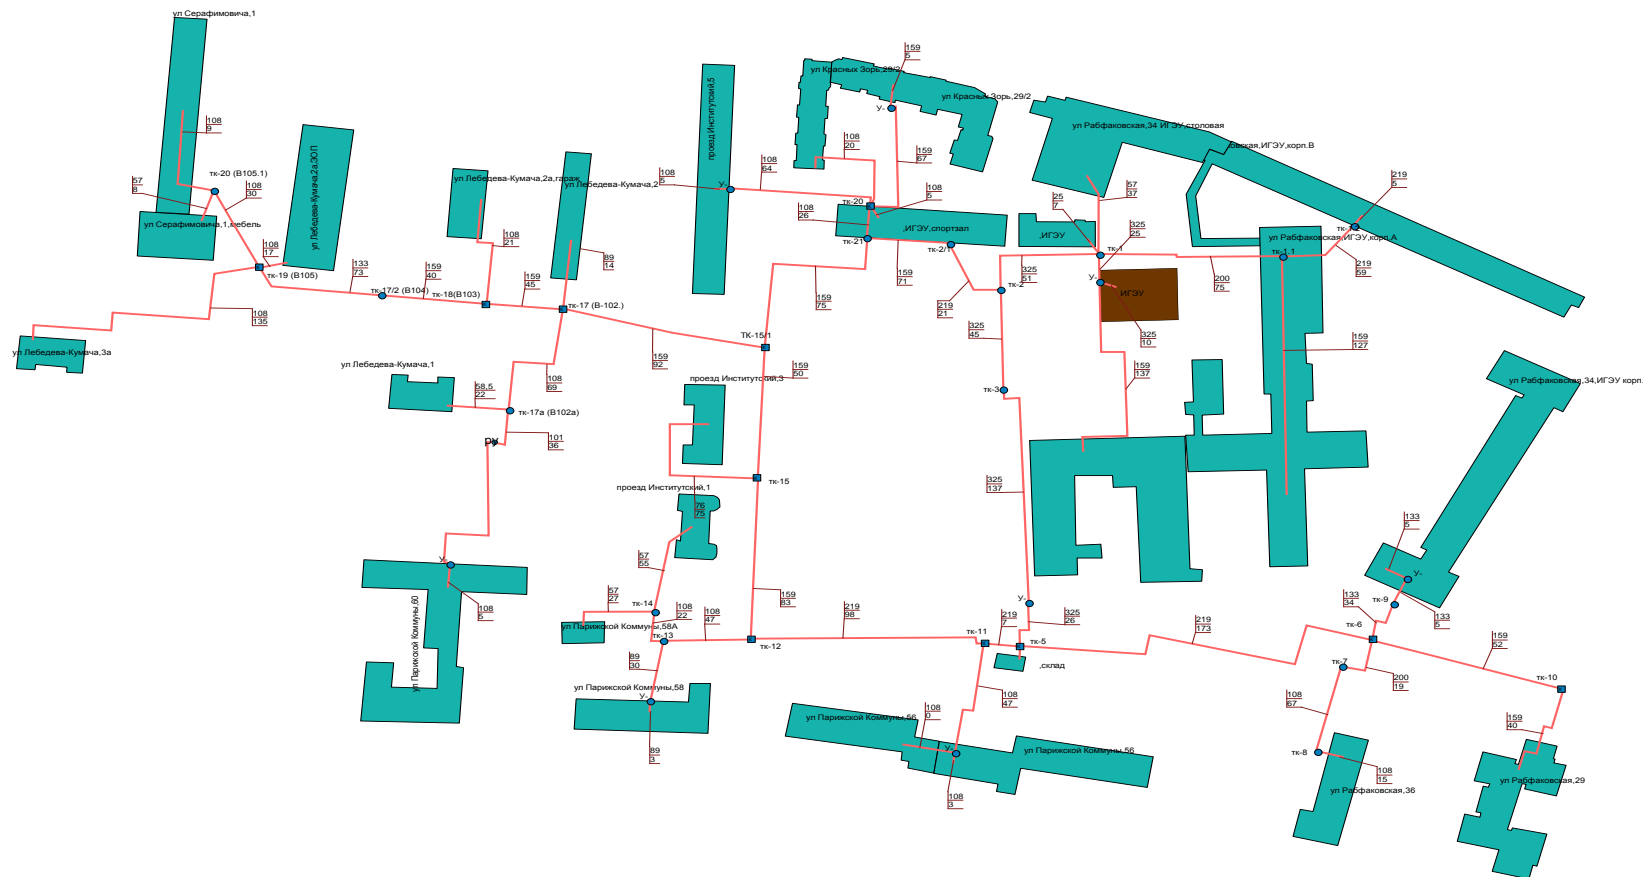 ул Серафимовича,1
108
9
57
8
тк-20 (В105.1)
108
30
ул Серафимовича,1,мебель
ул Лебедева-Кумача,2а,ЭОП
108
17
тк-19 (В105)
133
73
108
135
ул Лебедева-Кумача,3а
тк-17/2 (В104)
159
40
тк-18(В103)
ул Лебедева-Кумача,2а,гараж
108
21
159
45
ул Лебедева-Кумача,2
89
14
тк-17 (В-102.)
159
92
108
69
ул Лебедева-Кумача,1
58,5
22
тк-17а (В102а)
101
36
РУ
У-
108
5
ул Парижской Коммуны,60
проезд Институтский,5
108
5
У-
108
64
ул Красных Зорь,29/2
159
5
ул Красных Зорь,29/2
У-
108
20
159
67
108
5
тк-20
108
26
,ИГЭУ,спортзал
тк-21
тк-2/1
159
71
159
75
219
21
ТК-15/1
159
50
проезд Институтский,3
тк-15
76
75
проезд Институтский,1
57
55
57
27
тк-14
108
22
108
47
ул Парижской Коммуны,58А
тк-13
159
83
тк-12
219
98
89
30
ул Парижской Коммуны,58
У-
89
3
тк-11
219
7
325
26
тк-5
,склад
108
47
108
0
ул Парижской Коммуны,56
У-
ул Парижской Коммуны,56
108
3
ул Рабфаковская,34 ИГЭУ,столовая
57
37
25
7
,ИГЭУ
325
25
тк-1
У-
ИГЭУ
325
10
325
51
тк-2
325
45
тк-3
325
137
У-
159
137
200
75
вская,ИГЭУ,корп.В
ул Рабфаковская,ИГЭУ,корп.А
тк-1.1
219
5
219
59
159
127
ул Рабфаковская,34,ИГЭУ корп.
133
5
У-
133
5
тк-9
133
34
тк-6
219
173
159
52
тк-7
200
19
108
67
тк-8
108
15
ул Рабфаковская,36
тк-10
159
40
ул Рабфаковская,29